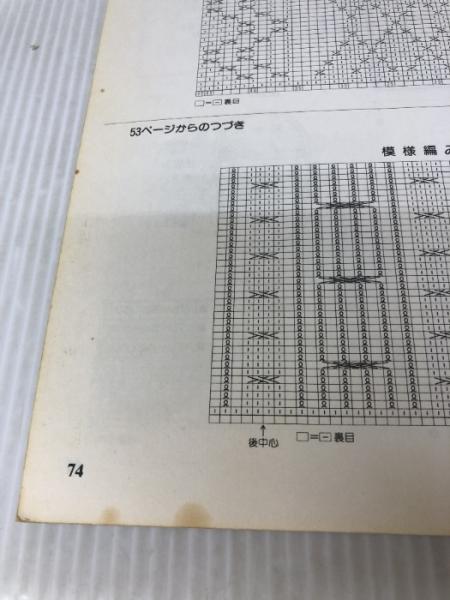 □=⊟裏目
53ページからのつづき
模様編み
後中心
□=⊟裏目
74